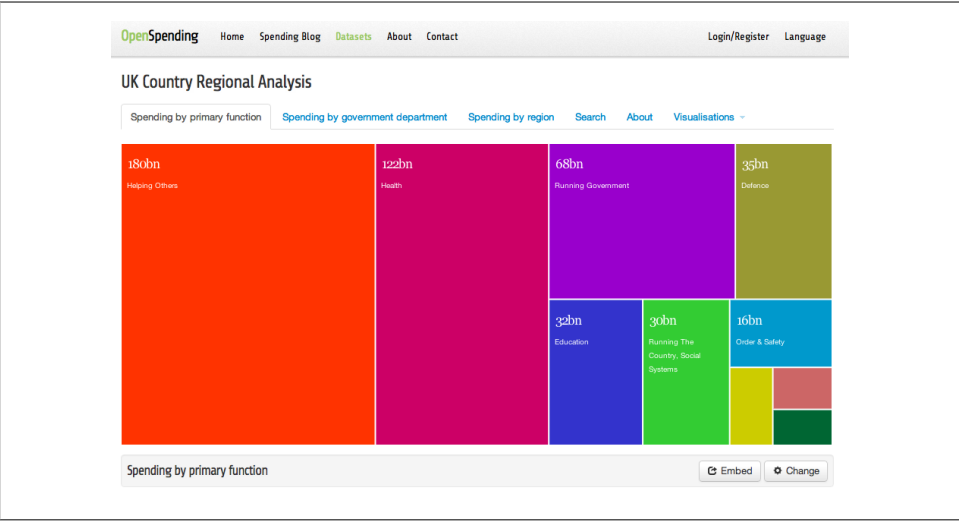 OpenSpending Home Spending Blog Datasets About Contact Login/Register Language
UK Country Regional Analysis
Spending by primary function Spending by government department Spending by region Search About Visualisations
180bn
Helping Others
122bn
Health
68bn
Running Government
35bn
Defence
32bn
Education
30bn
Running The
Country, Social
Systems
16bn
Order & Safety
Spending by primary function Embed Change